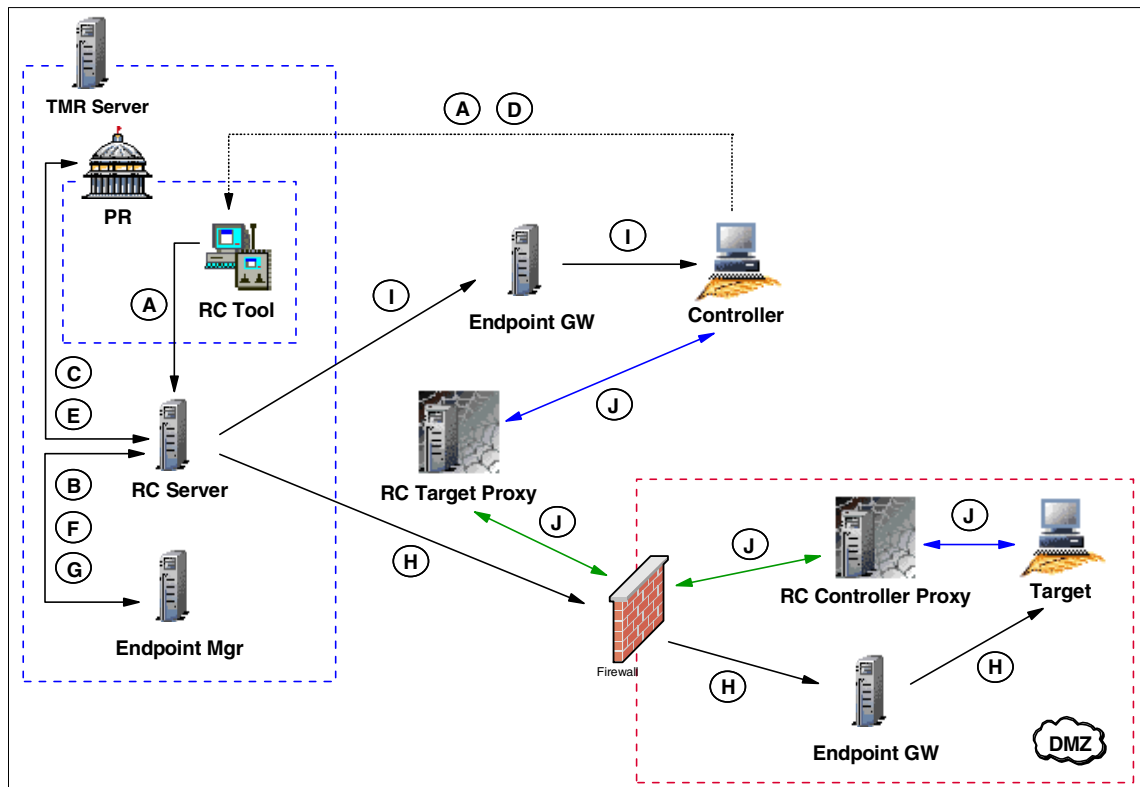 TMR Server
A D
PR
A
RC Tool
I
I
Endpoint GW
Controller
C
E
J
RC Server
RC Target Proxy
B
F
G
H
J
J
J
RC Controller Proxy
Target
Endpoint Mgr
Firewall
H
H
Endpoint GW
DMZ